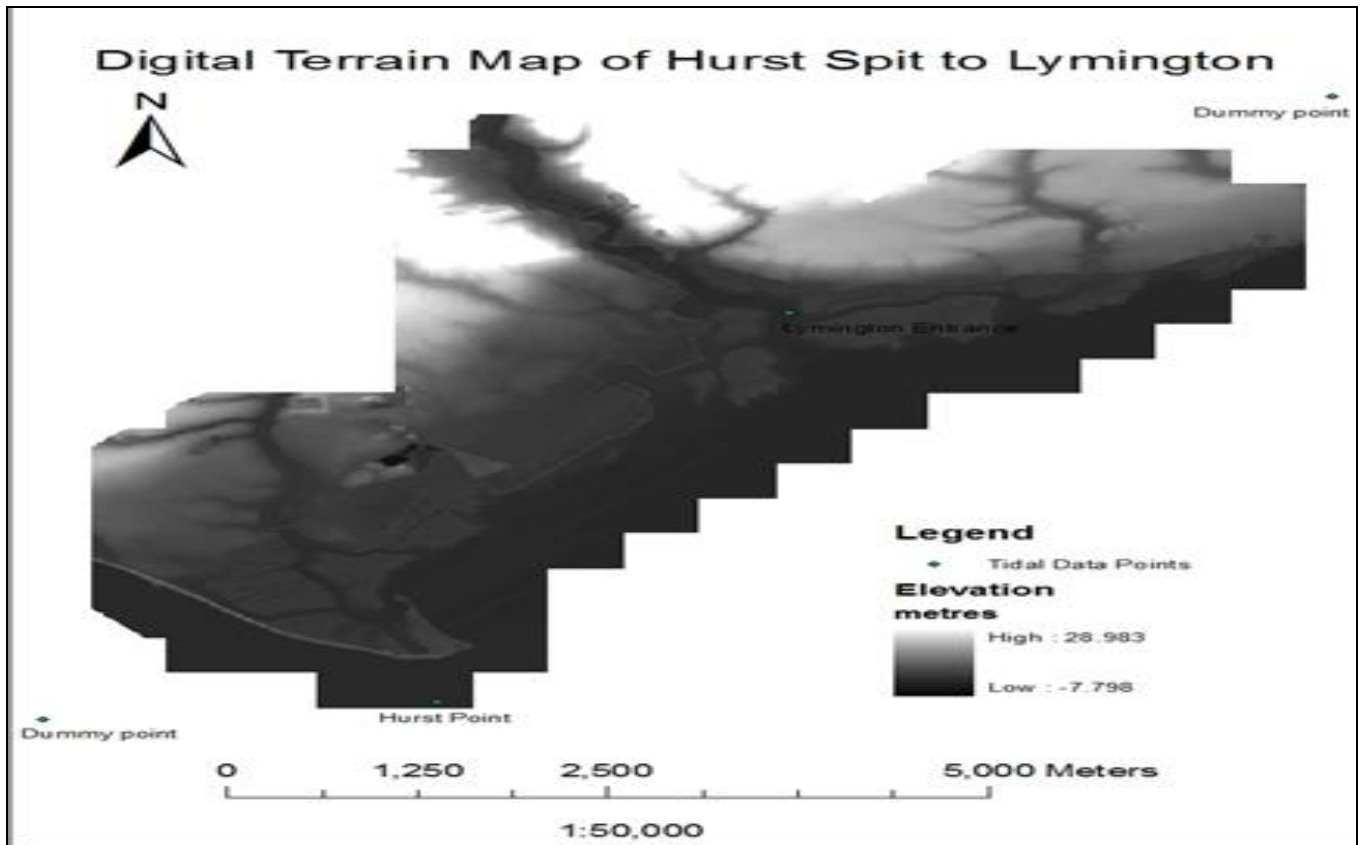 Digital Terrain Map of Hurst Spit to Lymington
N
Dummy point
Lymington Entrance
Legend
Tidal Data Points
Elevation
metres
High : 28.983
Low : -7.798
Hurst Point
Dummy point
0 1,250 2,500 5,000 Meters
1:50,000